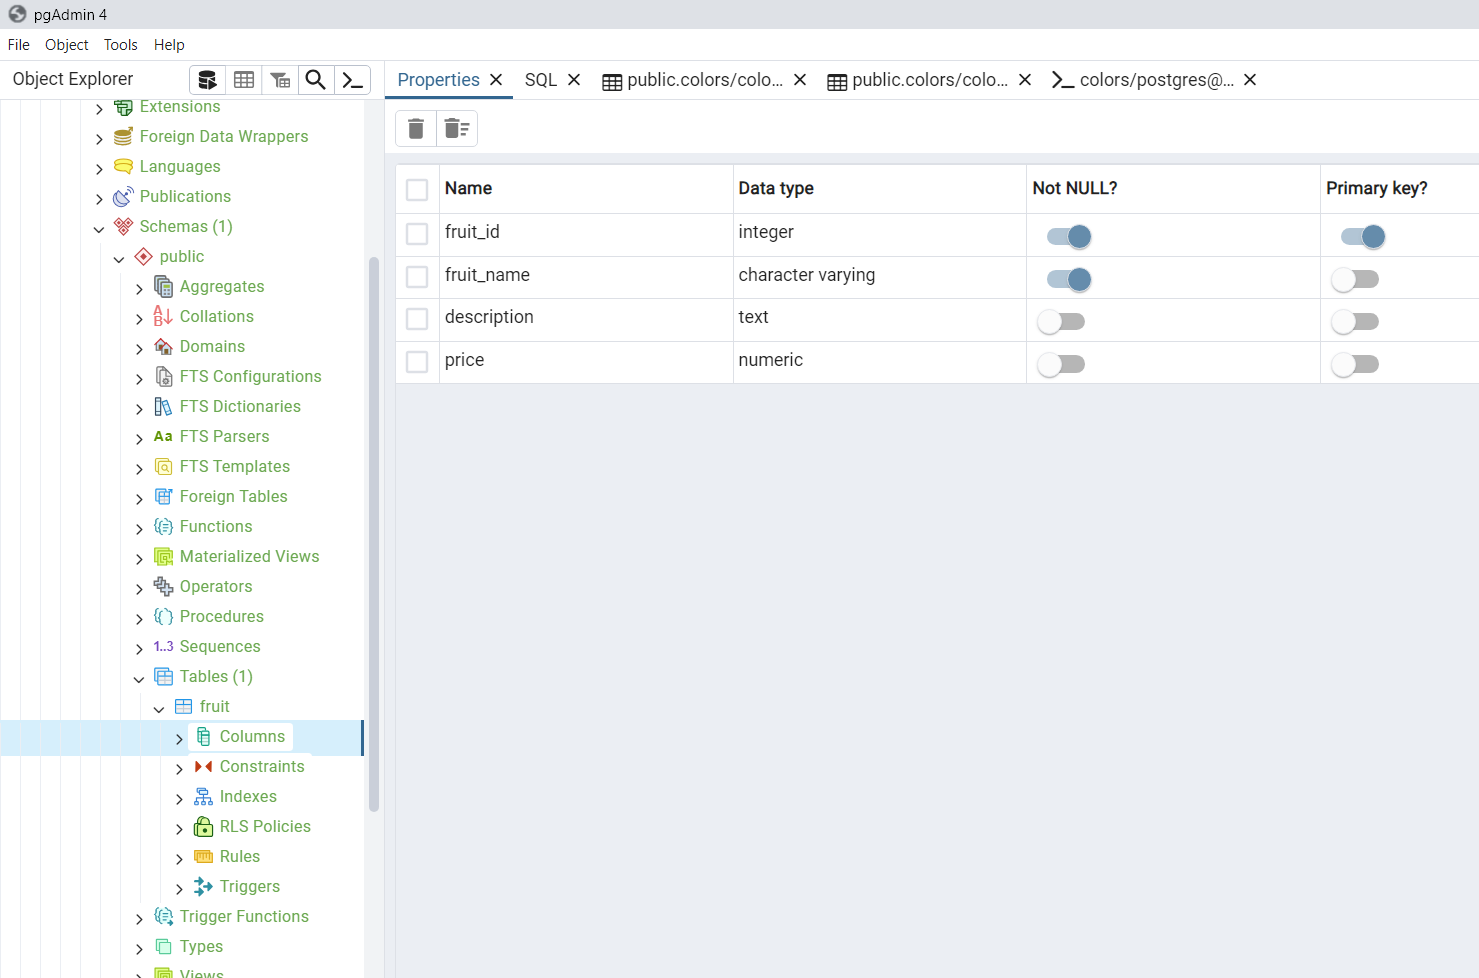 pgAdmin 4
File Object Tools Help
Object Explorer
Properties SQL public.colors/colo... public.colors/colo... colors/postgres@...
Extensions
Foreign Data Wrappers
Languages
Publications
Schemas (1)
public
Aggregates
Collations
Domains
FTS Configurations
FTS Dictionaries
Aa FTS Parsers
FTS Templates
Foreign Tables
Functions
Materialized Views
Operators
Procedures
1..3 Sequences
Tables (1)
fruit
Columns
Constraints
Indexes
RLS Policies
Rules
Triggers
Trigger Functions
Types
Views
Name Data type Not NULL? Primary key?
fruit_id integer
fruit_name character varying
description text
price numeric